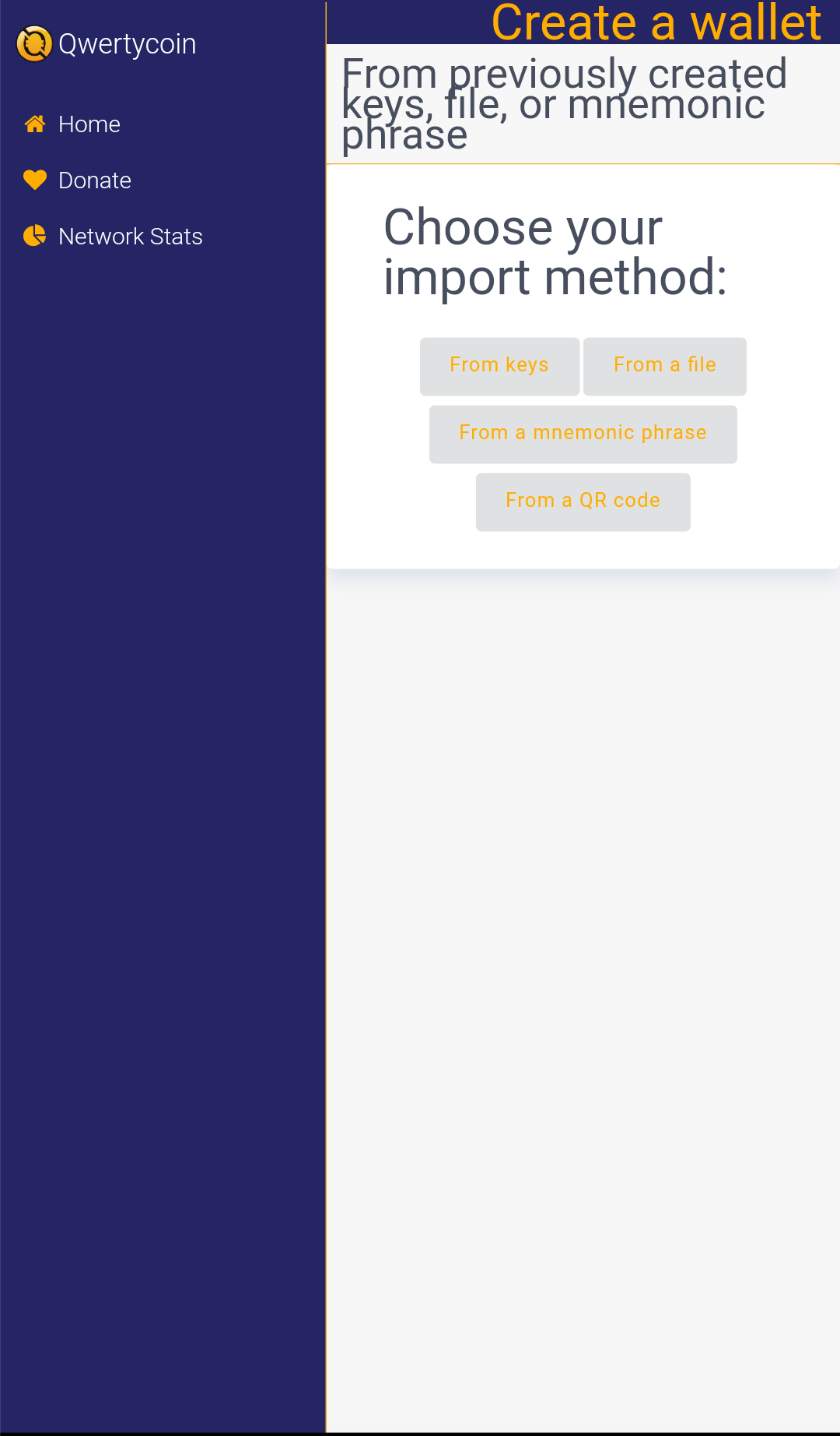 Qwertycoin
Home
Donate
Network Stats
Create a wallet
From previously created
keys, file, or mnemonic
phrase
Choose your
import method:
From keys
From a file
From a mnemonic phrase
From a QR code